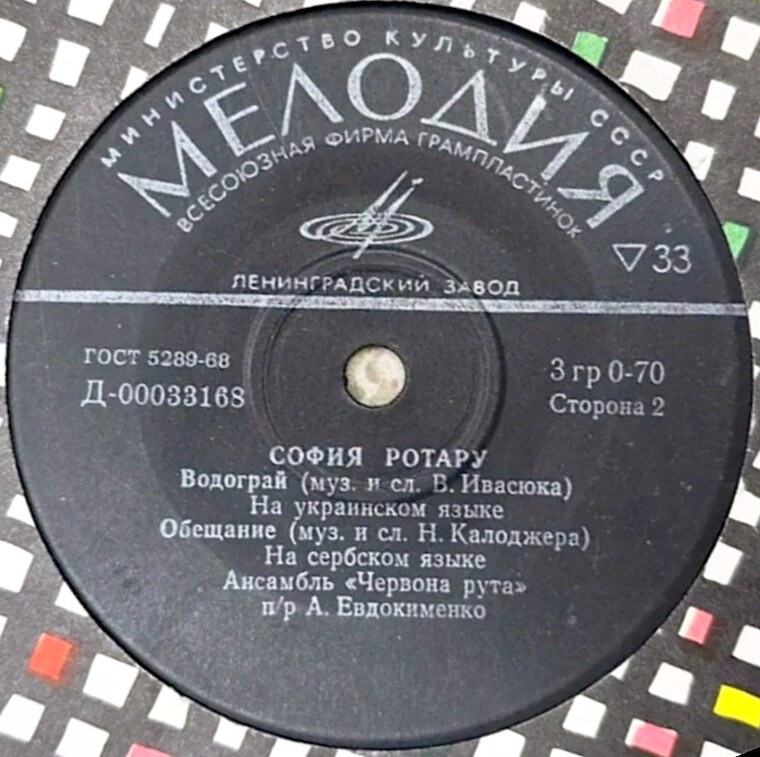 МИНИСТЕРСТВО КУЛЬТУРЫ СССР
МЕЛОДИЯ
ВСЕСОЮЗНАЯ ФИРМА ГРАМПЛАСТИНОК
▽33
ЛЕНИНГРАДСКИЙ ЗАВОД
ГОСТ 5289-68
3 гр 0-70
Д-00033168
Сторона 2
СОФИЯ РОТАРУ
Водограй (муз. и сл. В. Ивасюка)
На украинском языке
Обещание (муз. и сл. Н. Калоджера)
На сербском языке
Ансамбль «Червона рута»
п/р А. Евдокименко